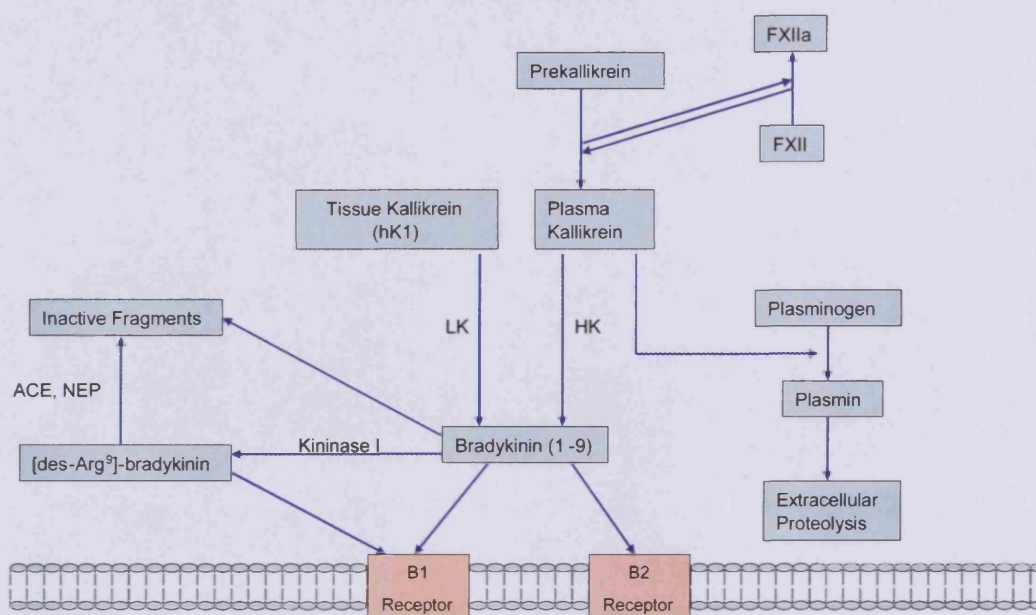 FXIIa
Prekallikrein
FXII
Tissue Kallikrein
(hK1)
Plasma
Kallikrein
Inactive Fragments
LK
HK
Plasminogen
ACE, NEP
Plasmin
Kininase I
Bradykinin (1-9)
[des-Arg⁹]-bradykinin
Extracellular
Proteolysis
B1
Receptor
B2
Receptor